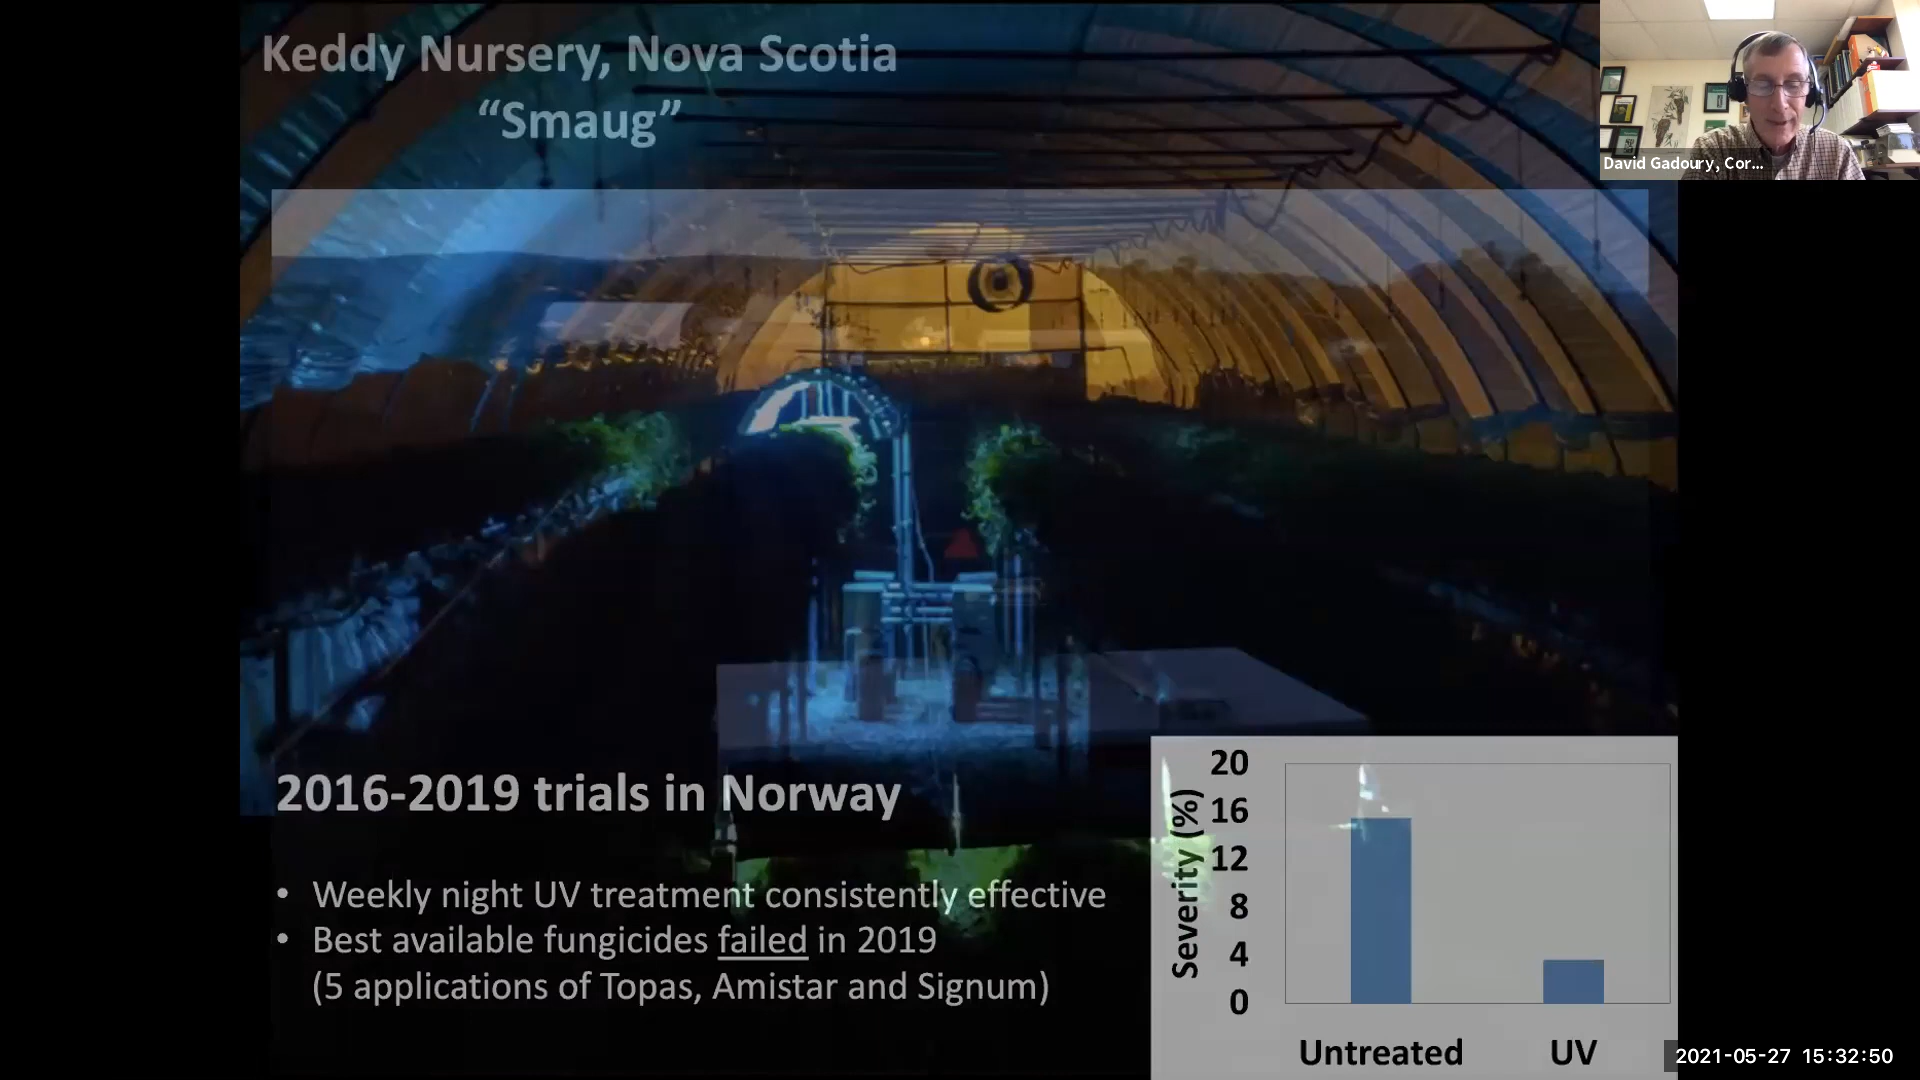 Keddy Nursery, Nova Scotia
“Smaug”
David Gadoury, Cor...
2016-2019 trials in Norway
• Weekly night UV treatment consistently effective
• Best available fungicides failed in 2019
(5 applications of Topas, Amistar and Signum)
Severity (%)
20
16
12
8
4
0
Untreated UV
2021-05-27 15:32:50